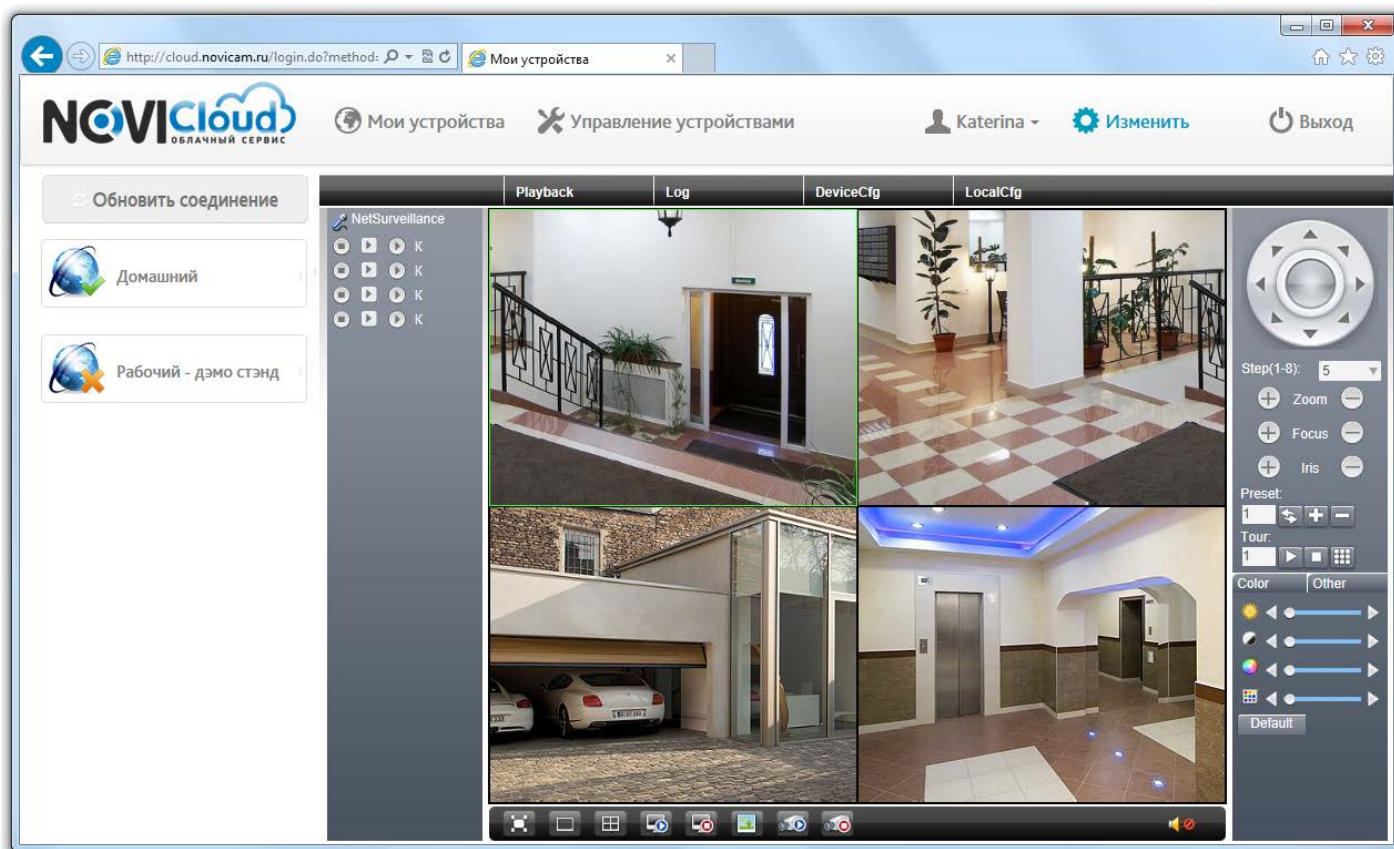 http://cloud.novicam.ru/login.do?method=
Мои устройства
NOVICloud
ОБЛАЧНЫЙ СЕРВИС
Мои устройства
Управление устройствами
Katerina
Изменить
Выход
Обновить соединение
Домашний
Рабочий - дэмо стэнд
Playback
Log
DeviceCfg
LocalCfg
NetSurveillance
K
K
K
K
Step(1-8): 5
Zoom
Focus
Iris
Preset:
1
Tour:
1
Color
Other
Default